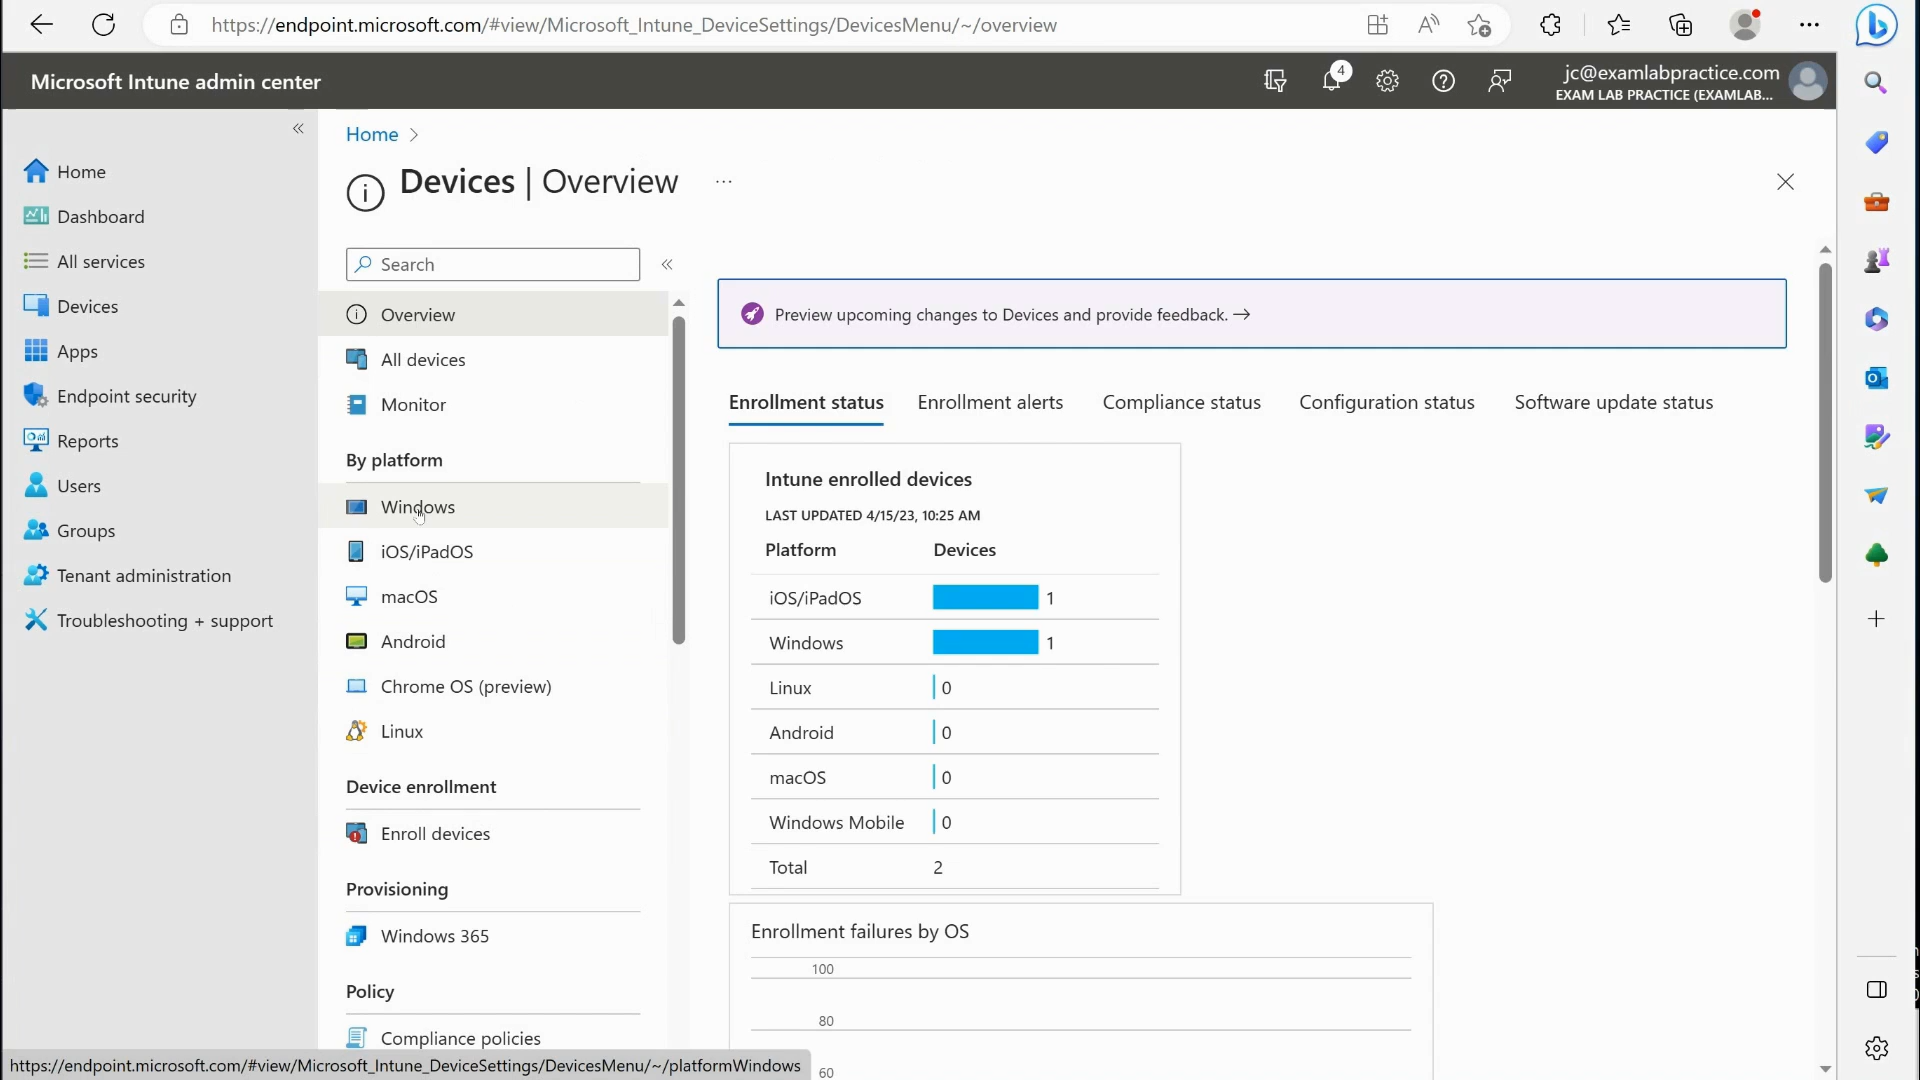 https://endpoint.microsoft.com/#view/Microsoft_Intune_DeviceSettings/DevicesMenu/~/overview
Microsoft Intune admin center
4
jc@examlabpractice.com
EXAM LAB PRACTICE (EXAMLAB...
Home
Dashboard
All services
Devices
Apps
Endpoint security
Reports
Users
Groups
Tenant administration
Troubleshooting + support
Home >
Devices | Overview
...
Search
Overview
All devices
Monitor
By platform
Windows
iOS/iPadOS
macOS
Android
Chrome OS (preview)
Linux
Device enrollment
Enroll devices
Provisioning
Windows 365
Policy
Compliance policies
Preview upcoming changes to Devices and provide feedback. →
Enrollment status Enrollment alerts Compliance status Configuration status Software update status
Intune enrolled devices
LAST UPDATED 4/15/23, 10:25 AM
Platform Devices
iOS/iPadOS 1
Windows 1
Linux 0
Android 0
macOS 0
Windows Mobile 0
Total 2
Enrollment failures by OS
100
80
60
https://endpoint.microsoft.com/#view/Microsoft_Intune_DeviceSettings/DevicesMenu/~/platformWindows